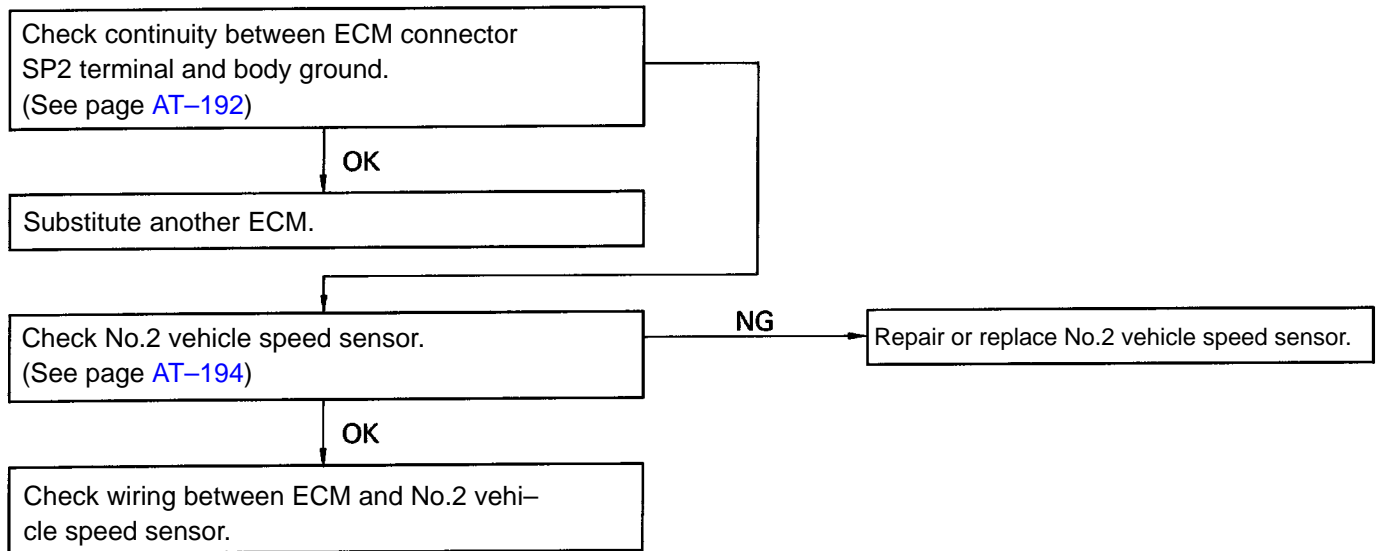 Check continuity between ECM connector
SP2 terminal and body ground.
(See page AT–192)
OK
Substitute another ECM.
Check No.2 vehicle speed sensor.
(See page AT–194)
NG
Repair or replace No.2 vehicle speed sensor.
OK
Check wiring between ECM and No.2 vehi–
cle speed sensor.